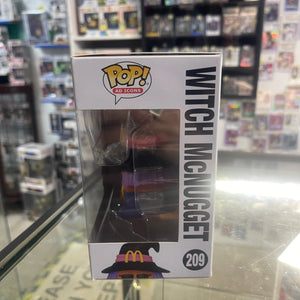 POP!
AD ICONS
WITCH MCNUGGET
209